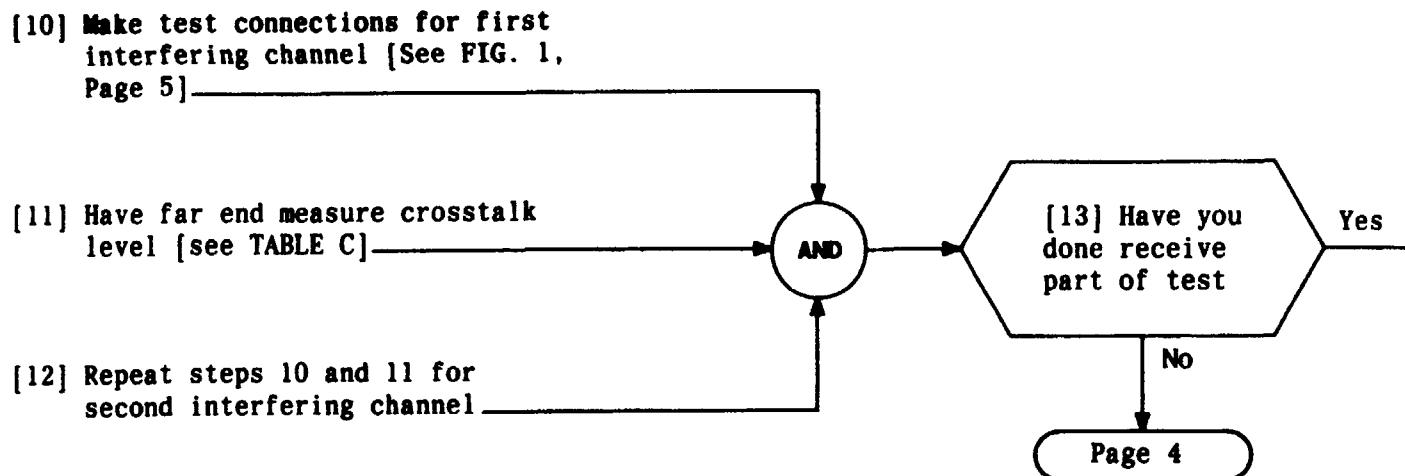 [10] Make test connections for first
interfering channel [See FIG. 1,
Page 5]
[11] Have far end measure crosstalk
level [see TABLE C]
[12] Repeat steps 10 and 11 for
second interfering channel
AND
[13] Have you
done receive
part of test
Yes
No
Page 4